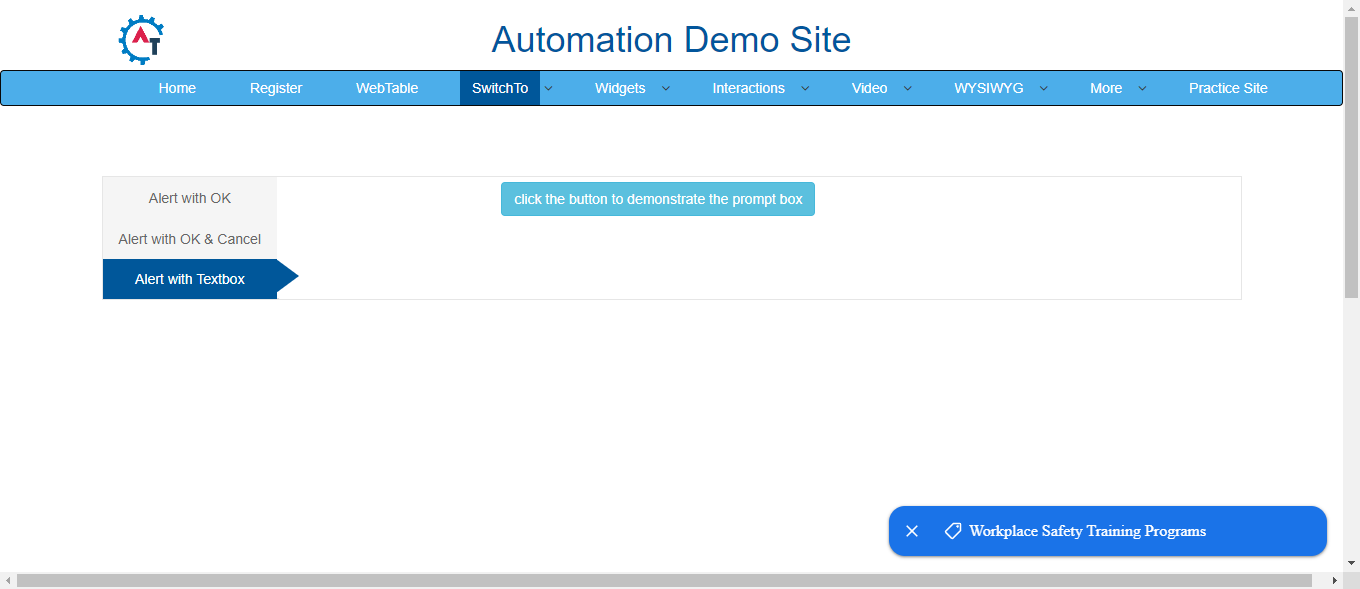 AT
Automation Demo Site
Home Register WebTable SwitchTo Widgets Interactions Video WYSIWYG More Practice Site
Alert with OK
click the button to demonstrate the prompt box
Alert with OK & Cancel
Alert with Textbox
Workplace Safety Training Programs